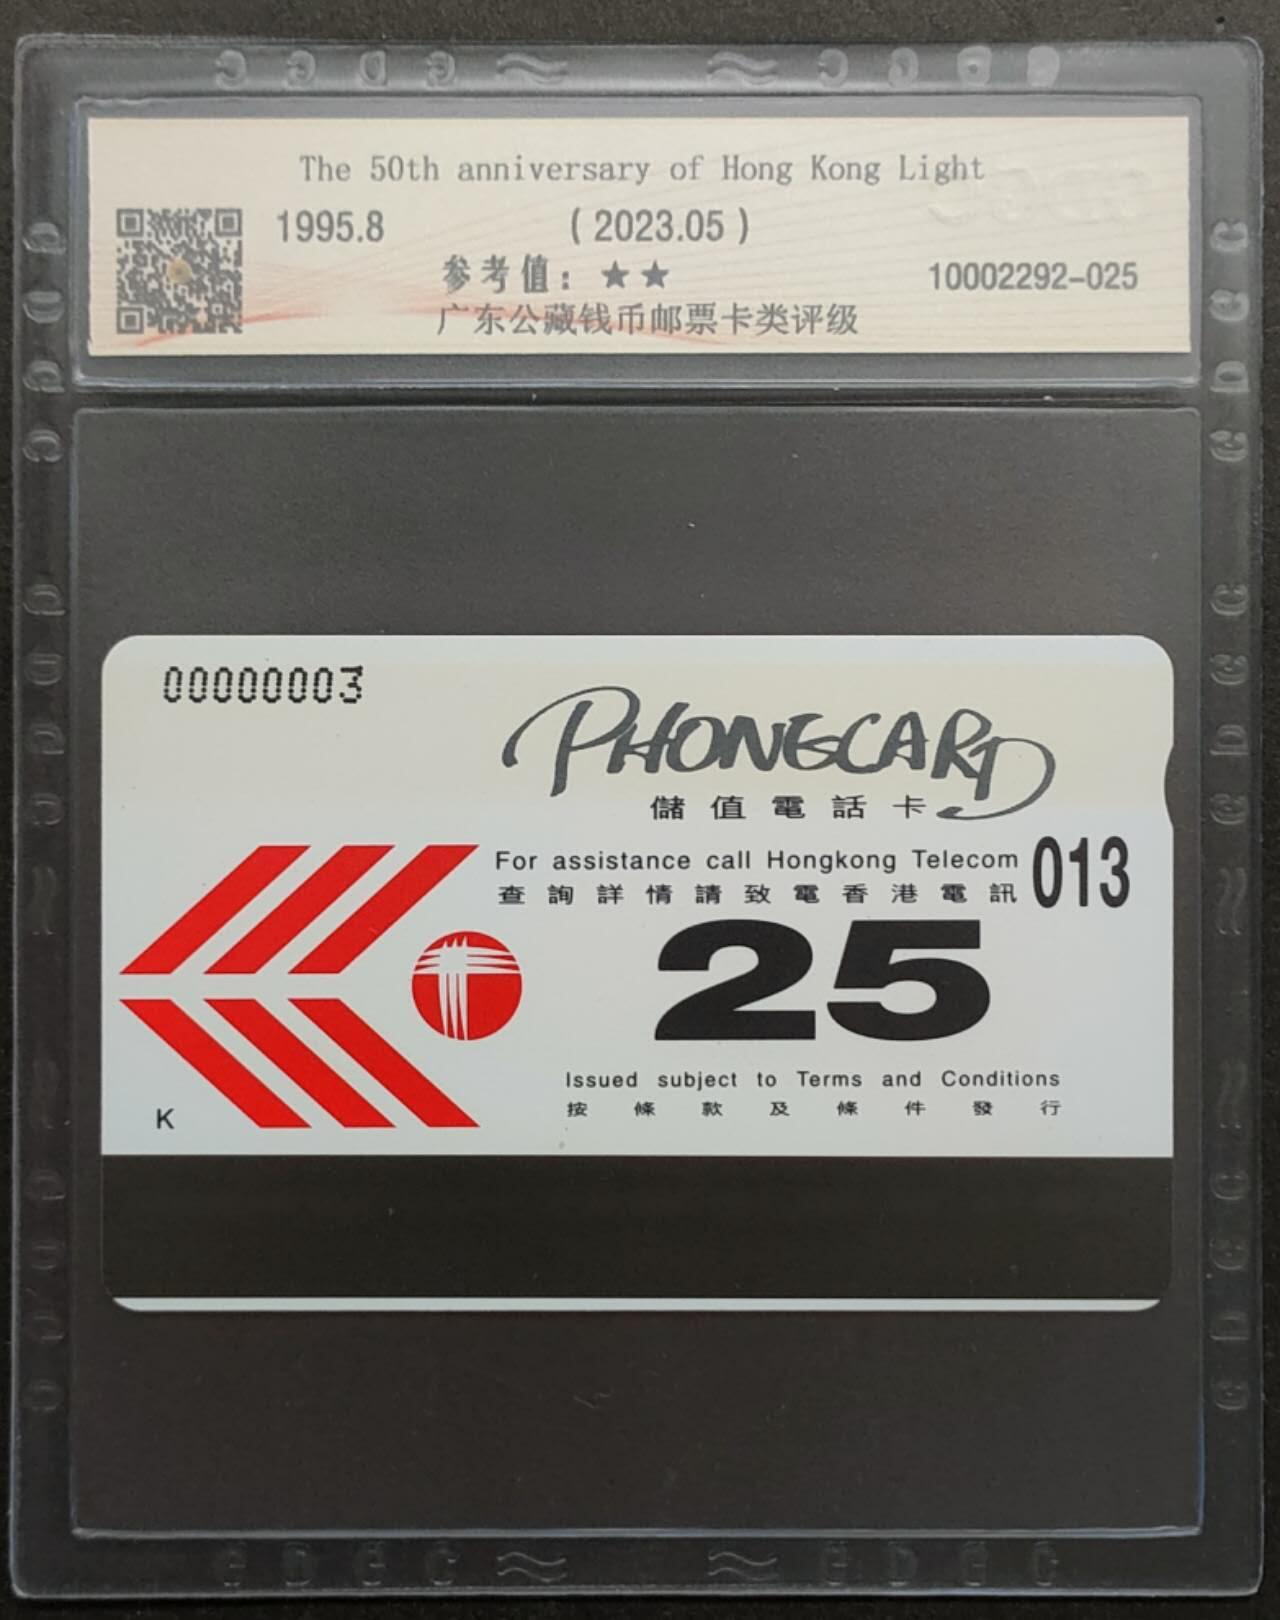 The 50th anniversary of Hong Kong Light
1995.8 ( 2023.05 )
参考值：★★ 10002292-025
广东公藏钱币邮票卡类评级
00000003
PHONECARD
儲值電話卡
For assistance call Hongkong Telecom 013
查詢詳情請致電香港電訊
25
Issued subject to Terms and Conditions
按條款及條件發行
K